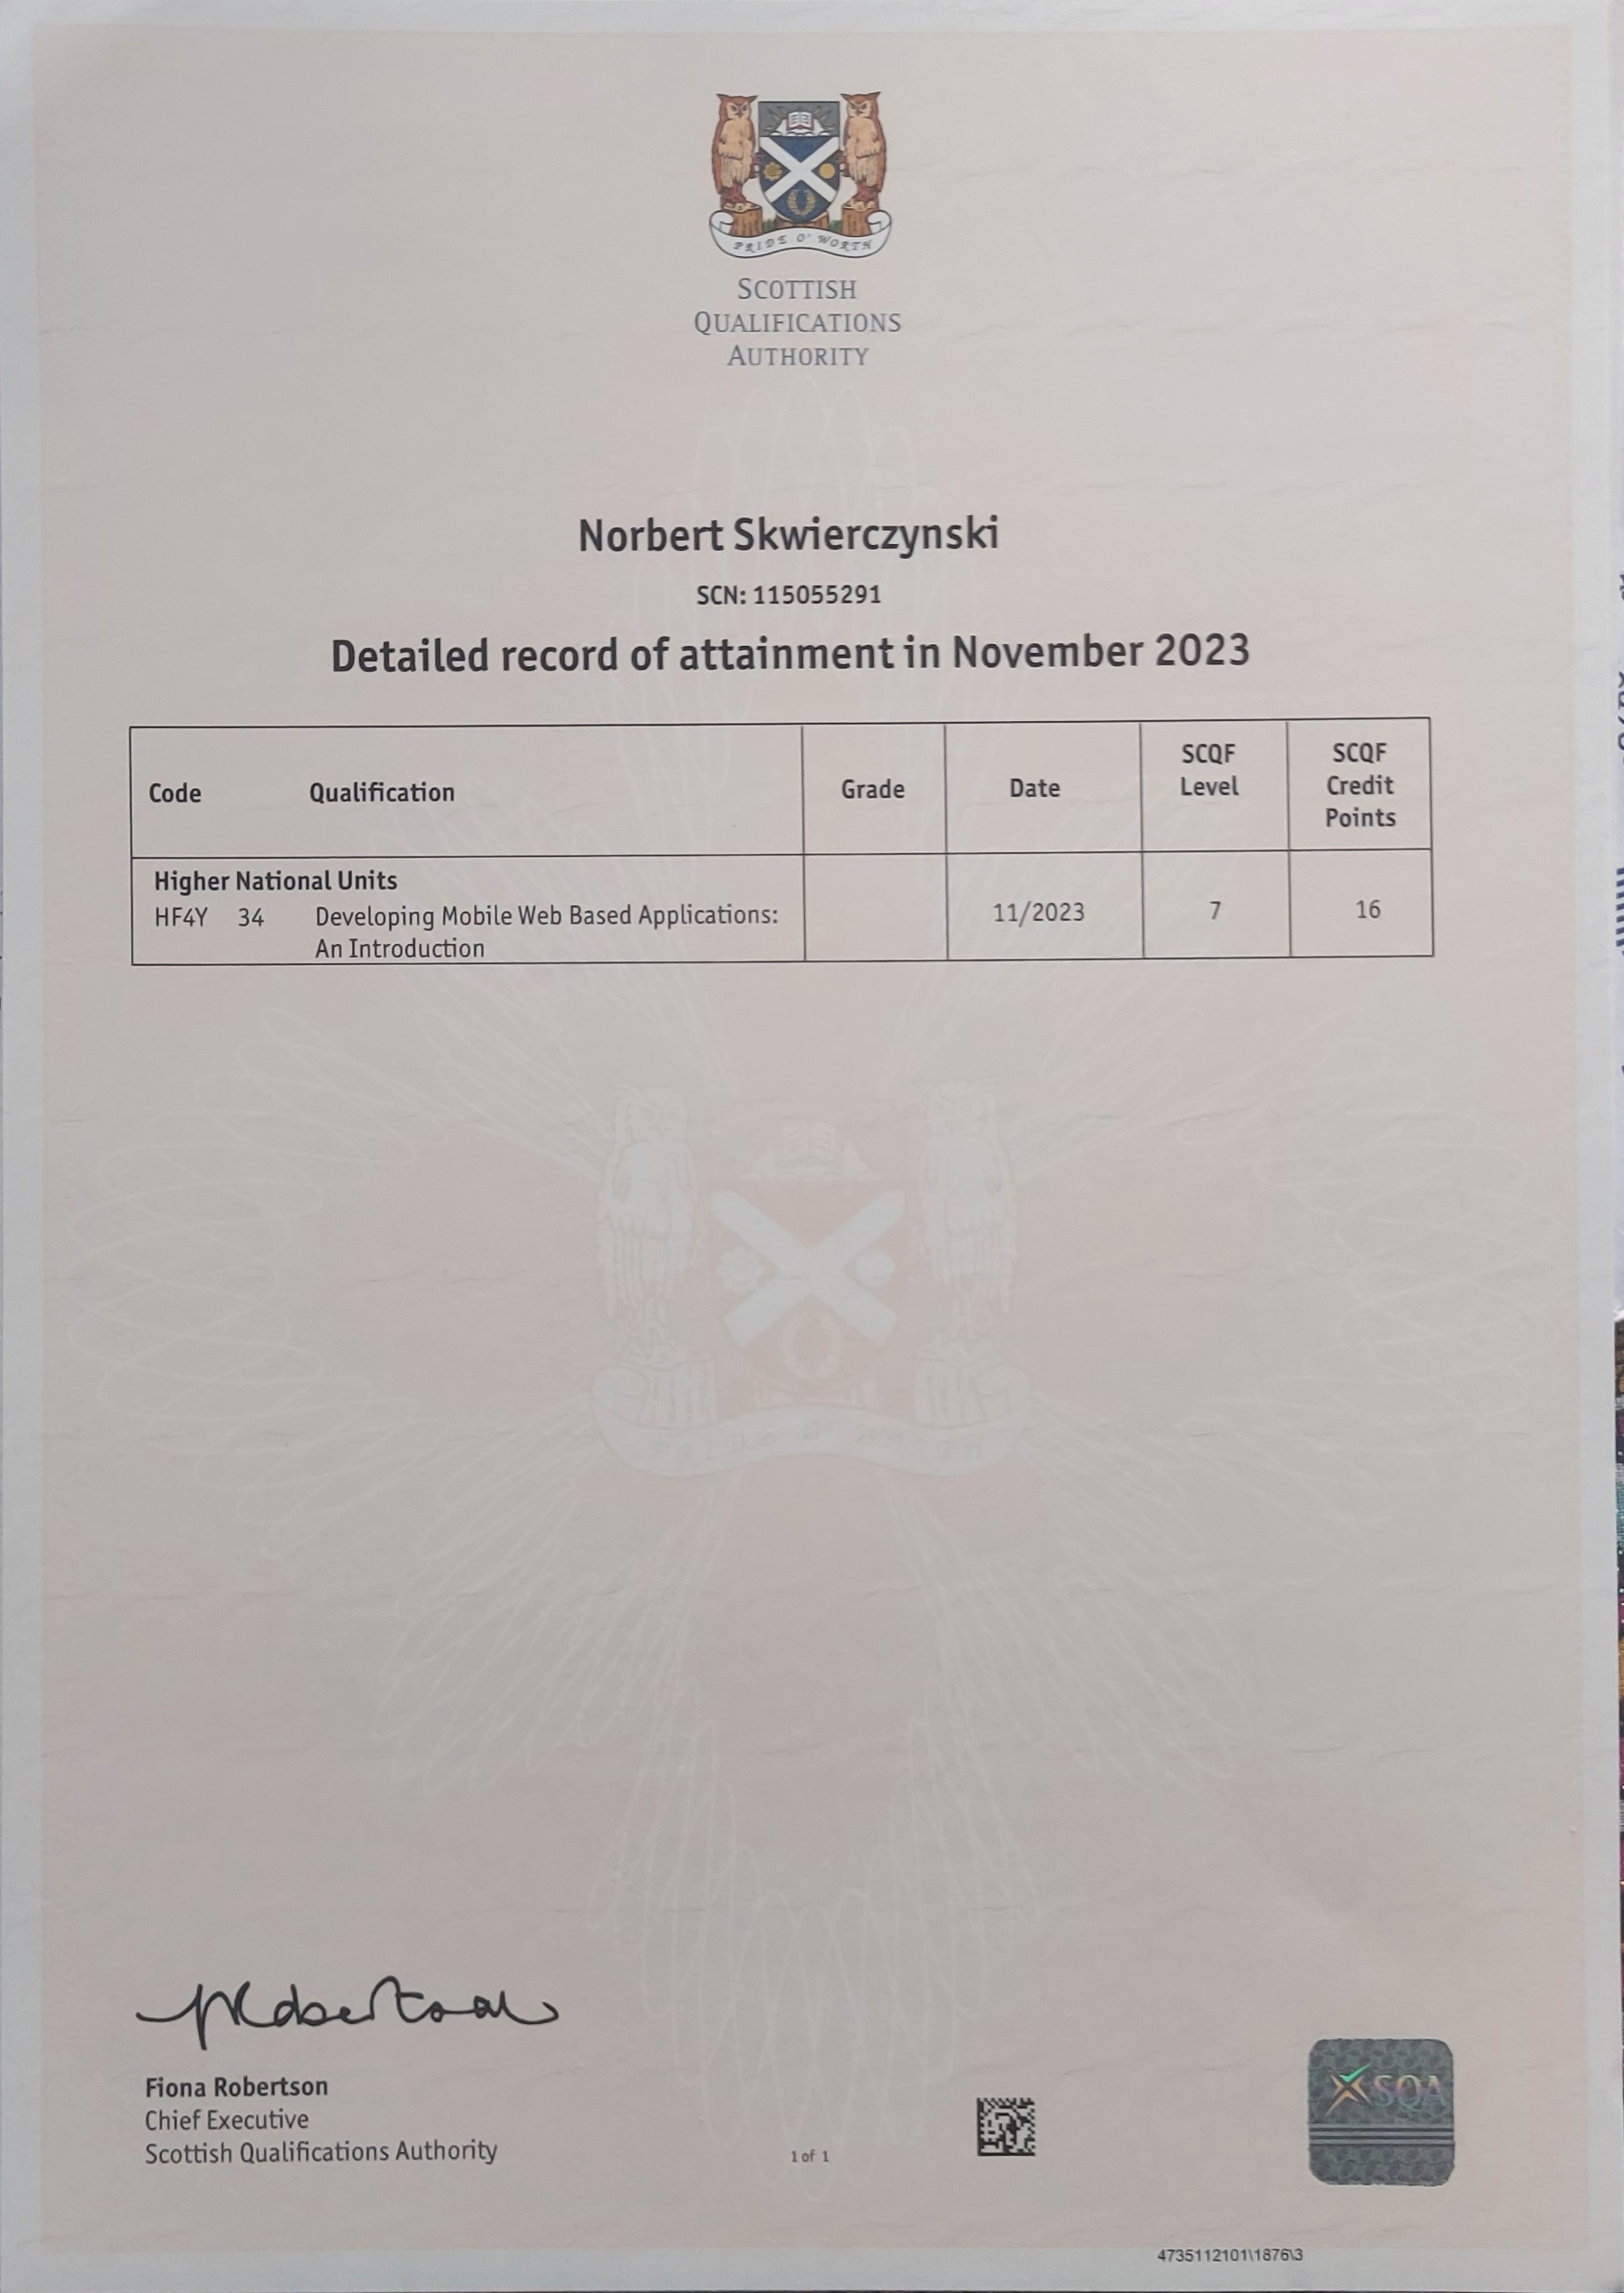 PRIDE O' WORTH
SCOTTISH
QUALIFICATIONS
AUTHORITY
Norbert Skwierczynski
SCN: 115055291
Detailed record of attainment in November 2023
Code Qualification Grade Date SCQF Level SCQF Credit Points
Higher National Units
HF4Y 34 Developing Mobile Web Based Applications: 11/2023 7 16
An Introduction
PRIDE O' WORTH
Fiona Robertson
Chief Executive
Scottish Qualifications Authority
1 of 1
SQA
4735112101\1876\3